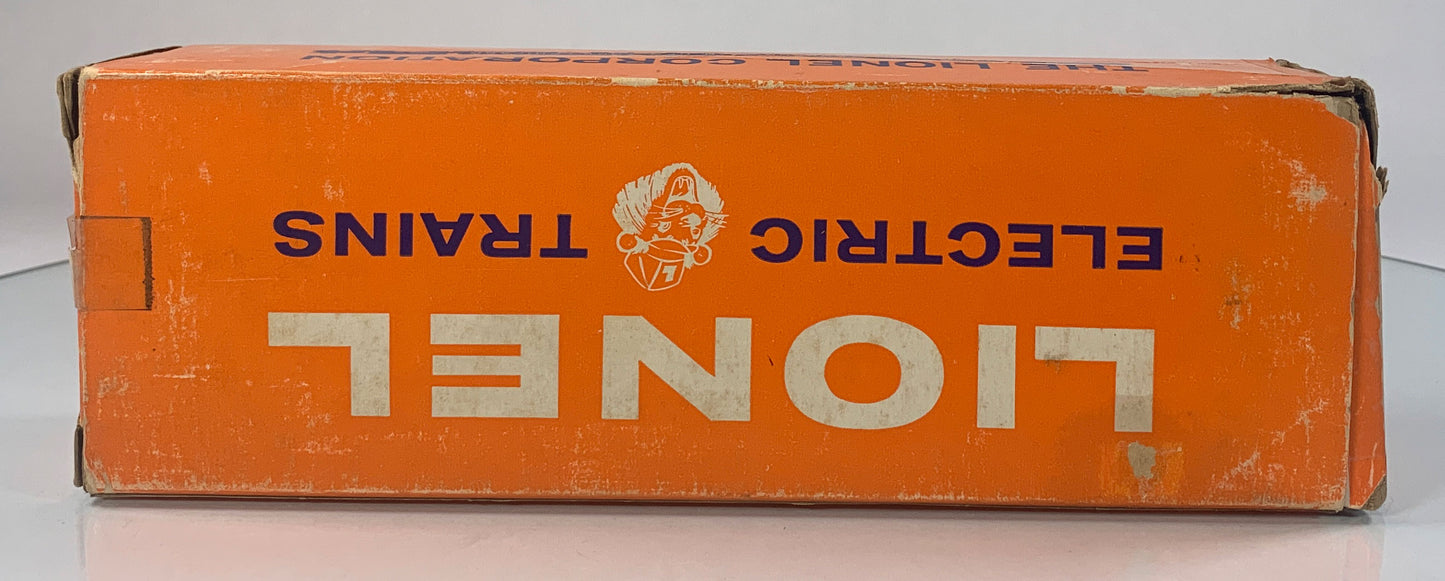 LIONEL
ELECTRIC TRAINS
L
THE LIONEL CORPORATION